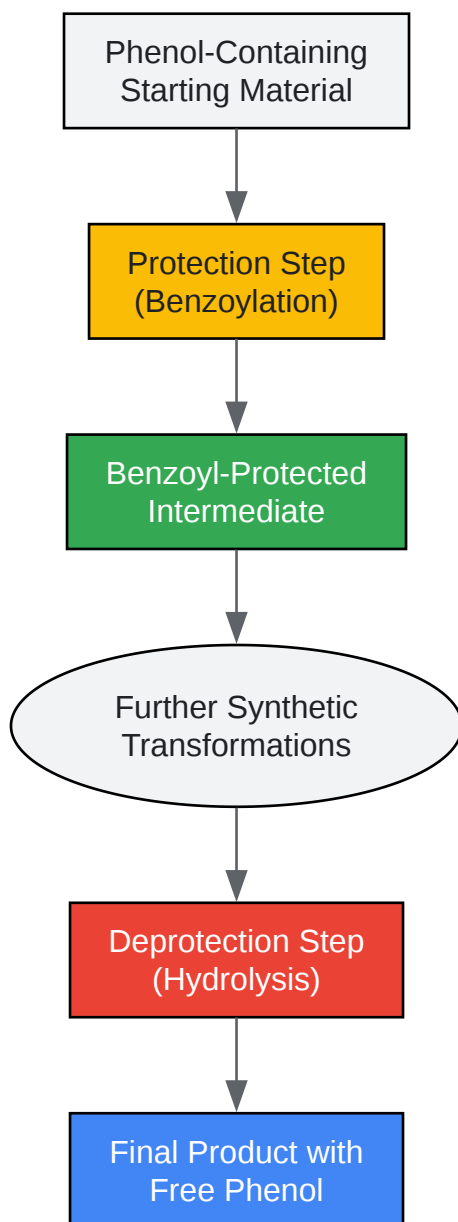 Phenol-Containing
Starting Material
Protection Step
(Benzoylation)
Benzoyl-Protected
Intermediate
Further Synthetic
Transformations
Deprotection Step
(Hydrolysis)
Final Product with
Free Phenol